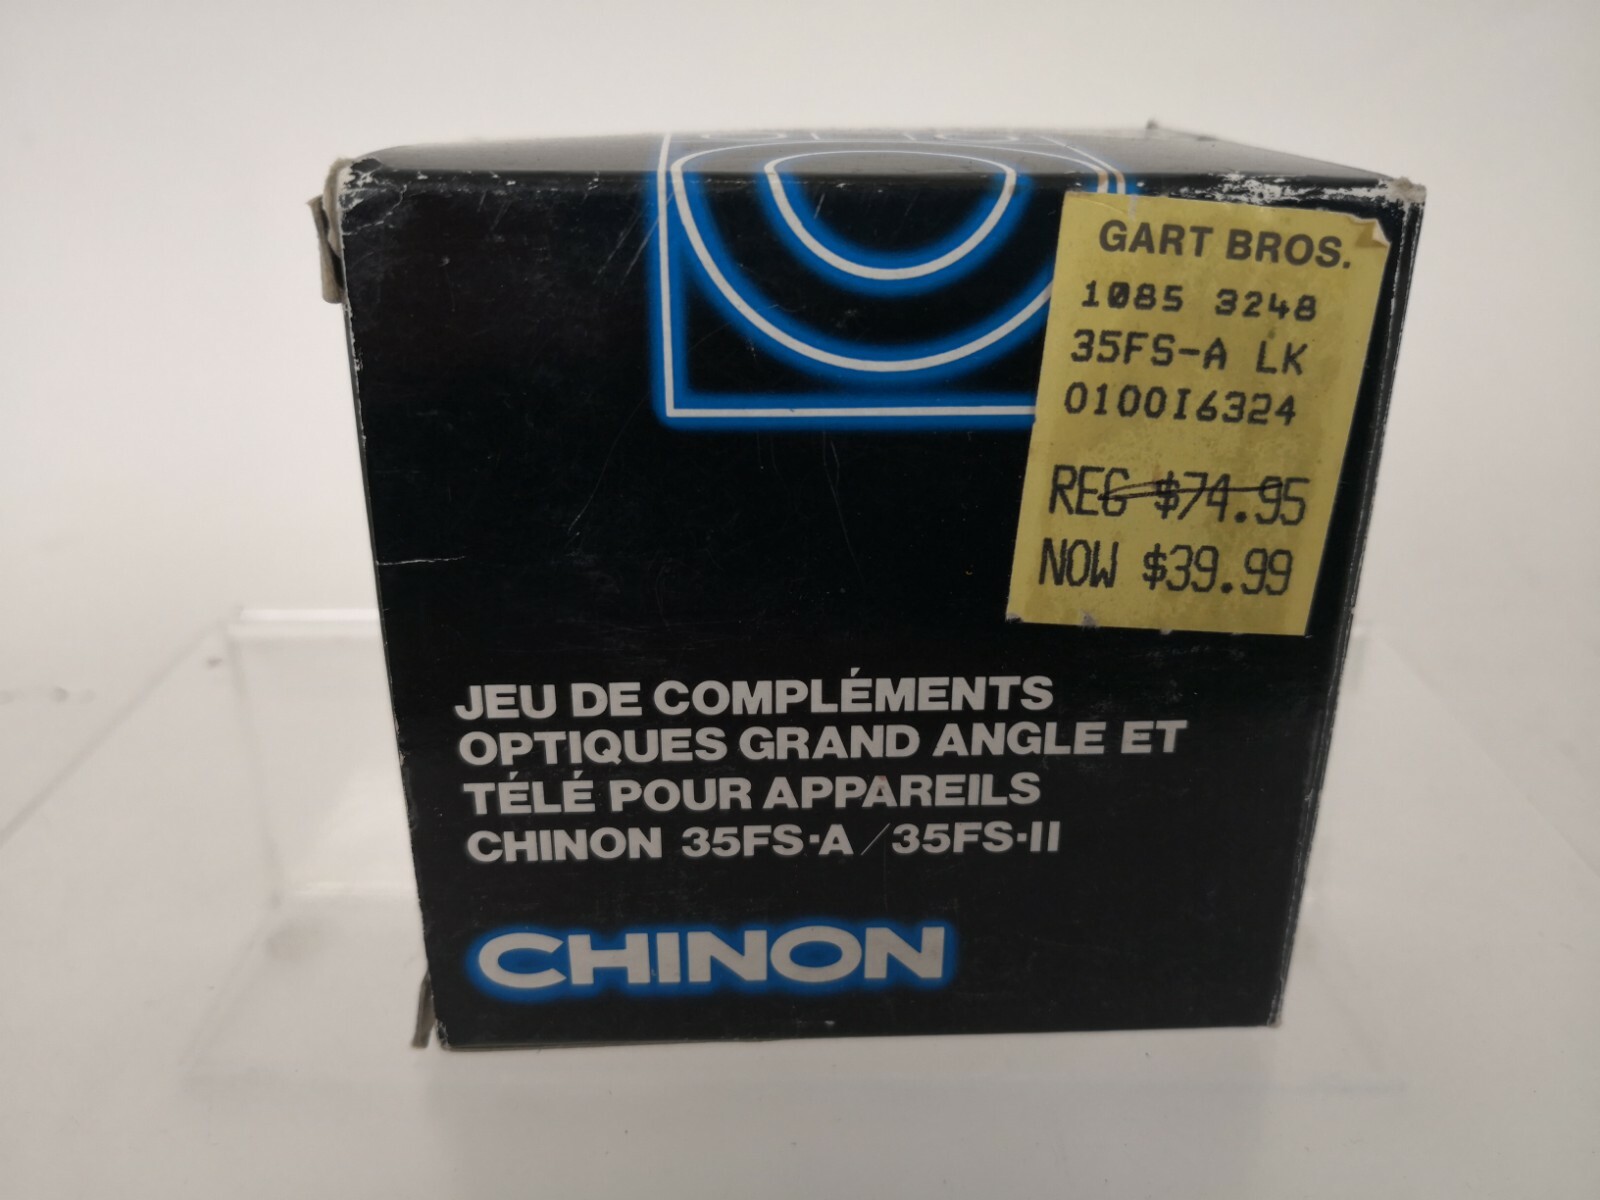 GART BROS.
1085 3248
35FS-A LK
0100I6324
REG $74.95
NOW $39.99
JEU DE COMPLÉMENTS
OPTIQUES GRAND ANGLE ET
TÉLÉ POUR APPAREILS
CHINON 35FS·A/35FS·II
CHINON